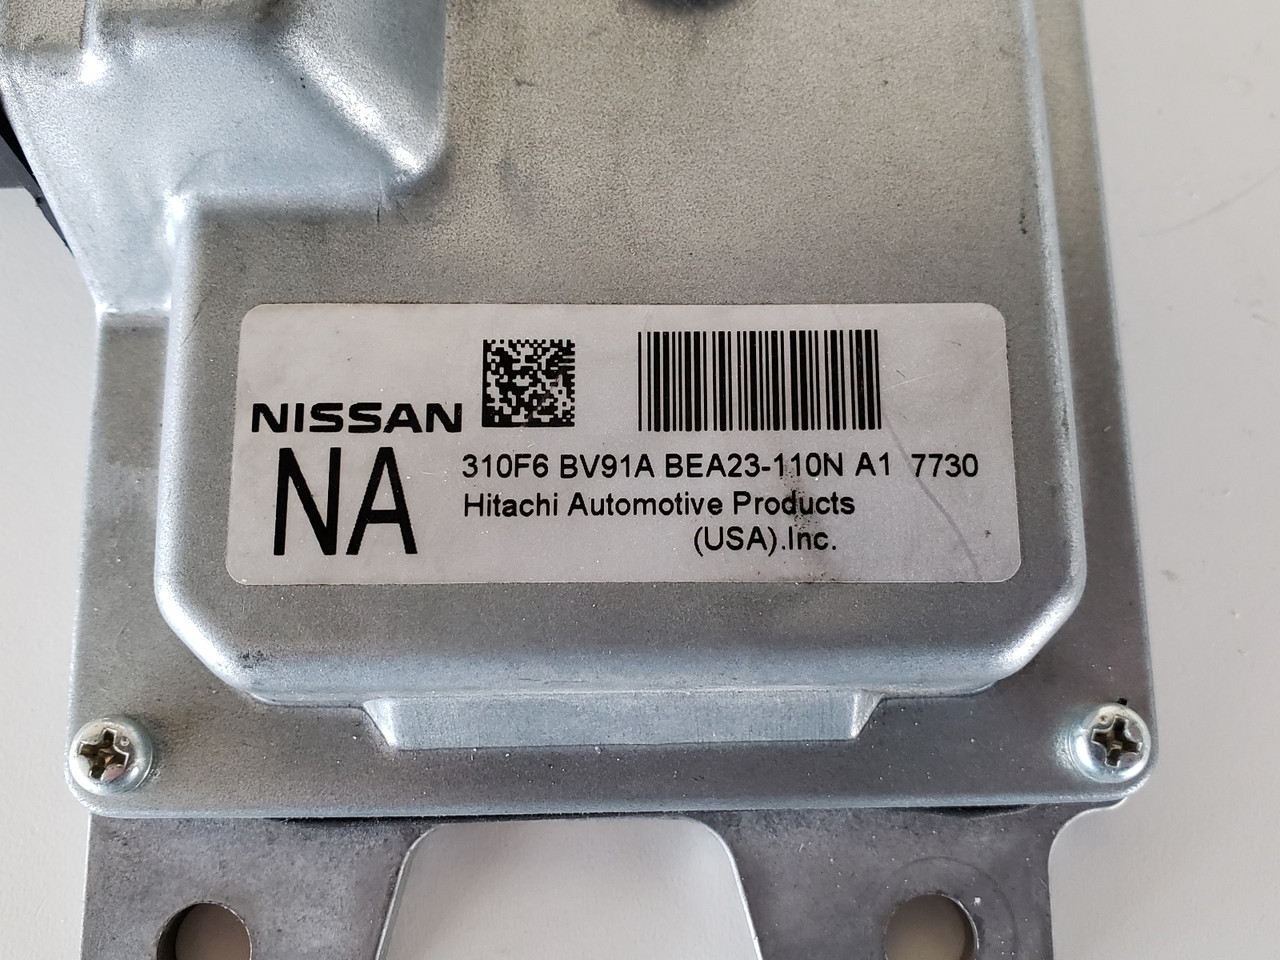 NISSAN
NA
310F6 BV91A BEA23-110N A1 7730
Hitachi Automotive Products
(USA).Inc.